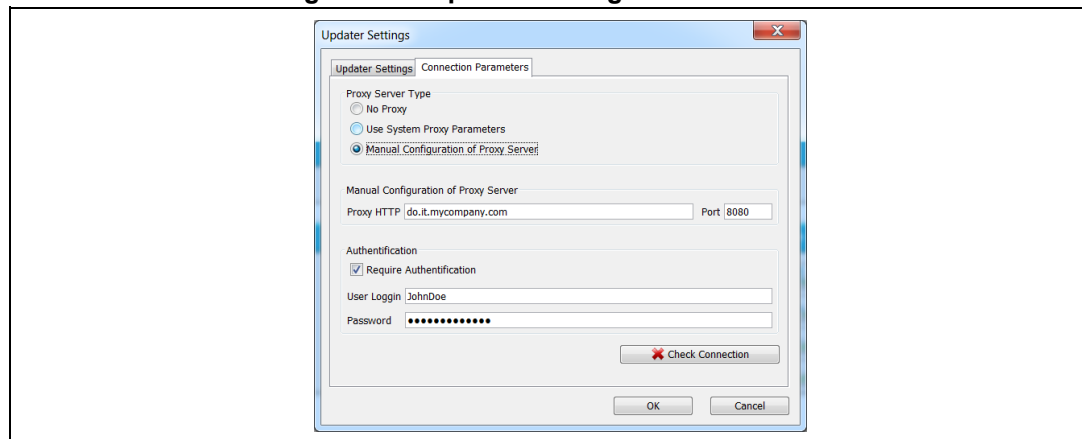 Updater Settings
Updater Settings Connection Parameters
Proxy Server Type
No Proxy
Use System Proxy Parameters
Manual Configuration of Proxy Server
Manual Configuration of Proxy Server
Proxy HTTP do.it.mycompany.com Port 8080
Authentification
Require Authentification
User Loggin JohnDoe
Password •••••••••••••
Check Connection
OK Cancel